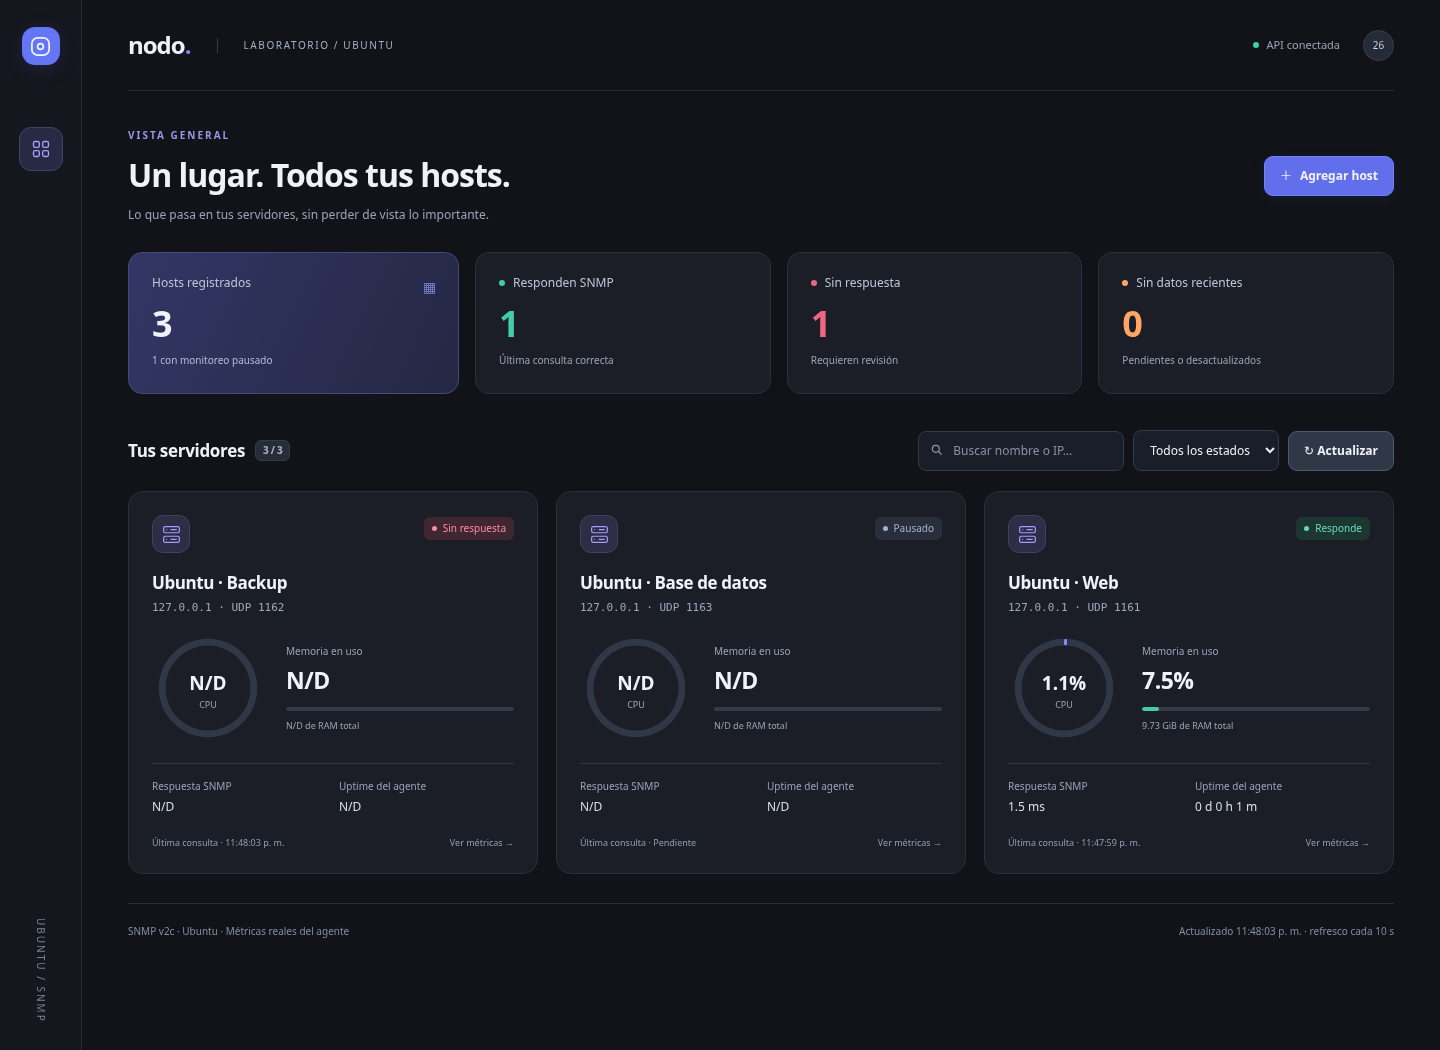 nodo.
LABORATORIO / UBUNTU
API conectada
26
VISTA GENERAL
Un lugar. Todos tus hosts.
Lo que pasa en tus servidores, sin perder de vista lo importante.
+ Agregar host
Hosts registrados
3
1 con monitoreo pausado
Responden SNMP
1
Última consulta correcta
Sin respuesta
1
Requieren revisión
Sin datos recientes
0
Pendientes o desactualizados
Tus servidores
3 / 3
Buscar nombre o IP...
Todos los estados
↻ Actualizar
Sin respuesta
Ubuntu · Backup
127.0.0.1 · UDP 1162
N/D
CPU
Memoria en uso
N/D
N/D de RAM total
Respuesta SNMP
N/D
Uptime del agente
N/D
Última consulta · 11:48:03 p. m.
Ver métricas →
Pausado
Ubuntu · Base de datos
127.0.0.1 · UDP 1163
N/D
CPU
Memoria en uso
N/D
N/D de RAM total
Respuesta SNMP
N/D
Uptime del agente
N/D
Última consulta · Pendiente
Ver métricas →
Responde
Ubuntu · Web
127.0.0.1 · UDP 1161
1.1%
CPU
Memoria en uso
7.5%
9.73 GiB de RAM total
Respuesta SNMP
1.5 ms
Uptime del agente
0 d 0 h 1 m
Última consulta · 11:47:59 p. m.
Ver métricas →
SNMP v2c · Ubuntu · Métricas reales del agente
Actualizado 11:48:03 p. m. · refresco cada 10 s
UBUNTU / SNMP